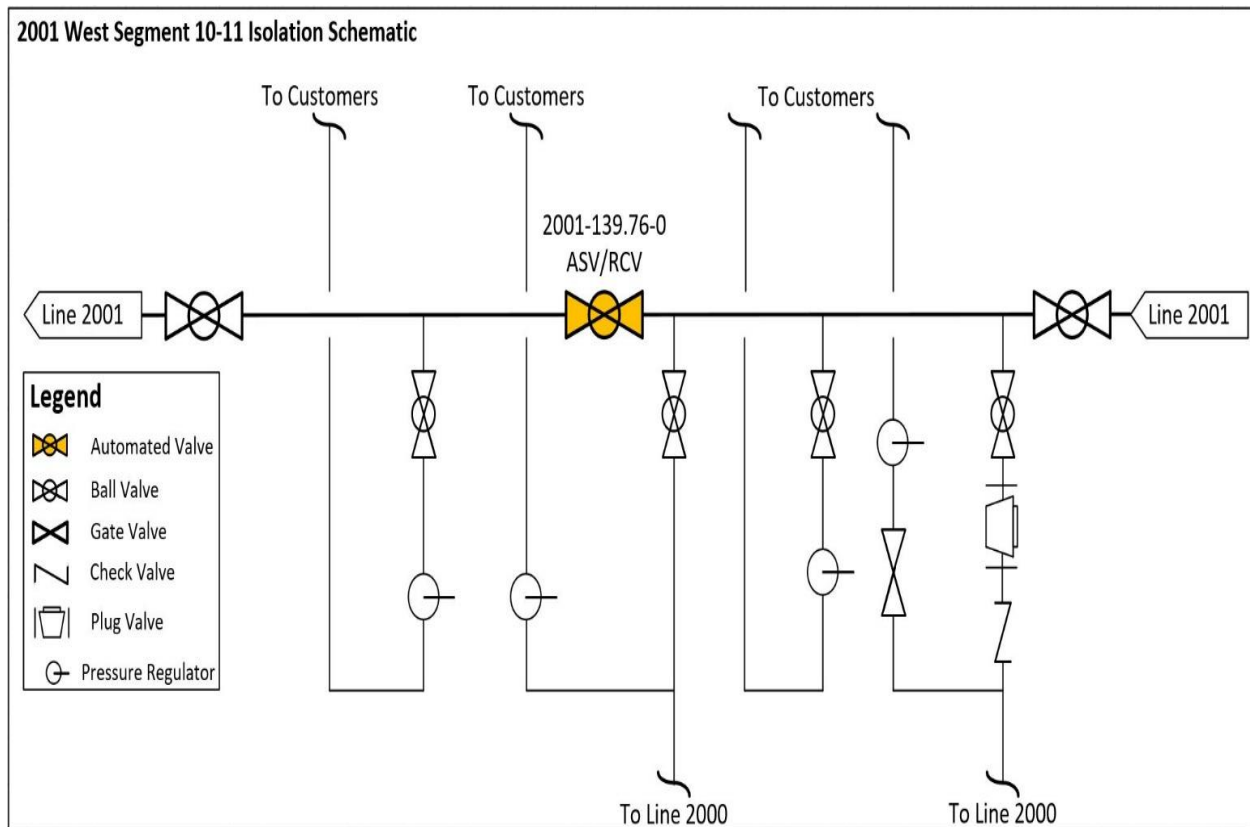 2001 West Segment 10-11 Isolation Schematic
To Customers
To Customers
To Customers
2001-139.76-0
ASV/RCV
Line 2001
Line 2001
Legend
Automated Valve
Ball Valve
Gate Valve
Check Valve
Plug Valve
Pressure Regulator
To Line 2000
To Line 2000